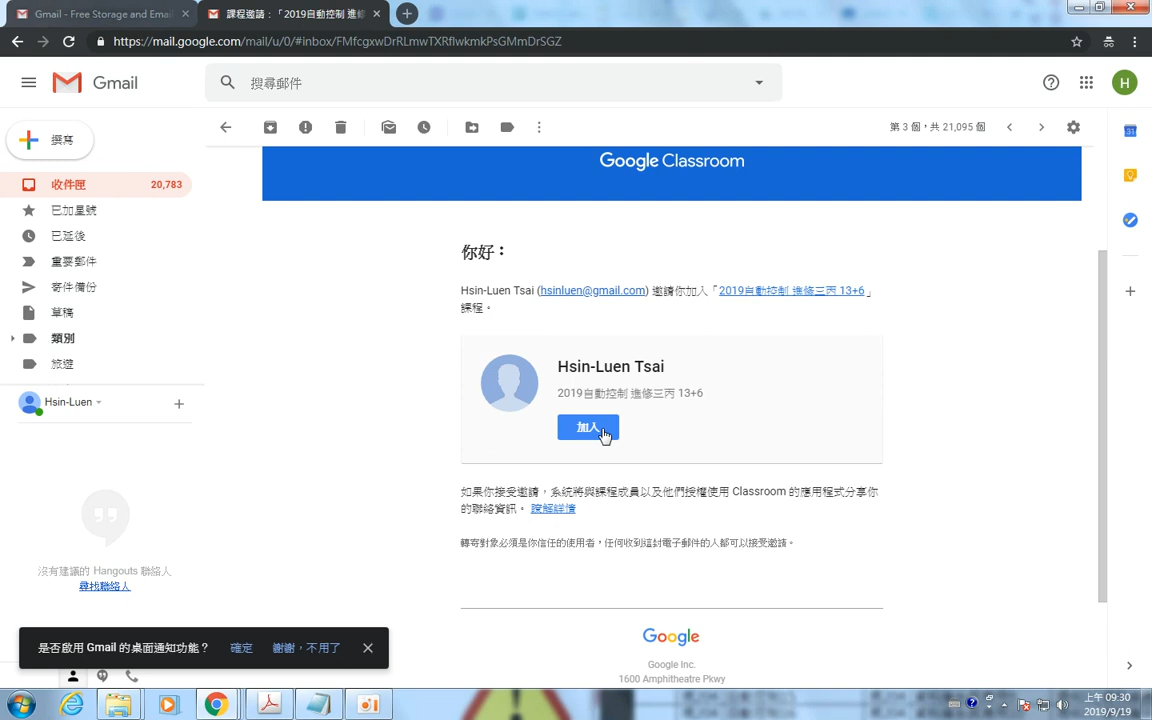 Gmail - Free Storage and Email
課程邀請：「2019自動控制 進修
https://mail.google.com/mail/u/0/#inbox/FMfcgxwDrRLmwTXRflwkmkPsGMmDrSGZ
Gmail
搜尋郵件
H
撰寫
第 3 個，共 21,095 個
收件匣 20,783
已加星號
已延後
重要郵件
寄件備份
草稿
類別
旅遊
Hsin-Luen
沒有建議的 Hangouts 聯絡人
尋找聯絡人
Google Classroom
你好：
Hsin-Luen Tsai (hsinluen@gmail.com) 邀請你加入「2019自動控制 進修三丙 13+6」
課程。
Hsin-Luen Tsai
2019自動控制 進修三丙 13+6
加入
如果你接受邀請，系統將與課程成員以及他們授權使用 Classroom 的應用程式分享你
的聯絡資訊。 瞭解詳情
轉寄對象必須是你信任的使用者，任何收到這封電子郵件的人都可以接受邀請。
Google
Google Inc.
1600 Amphitheatre Pkwy
是否啟用 Gmail 的桌面通知功能？ 確定 謝謝，不用了
31
上午 09:30
2019/9/19